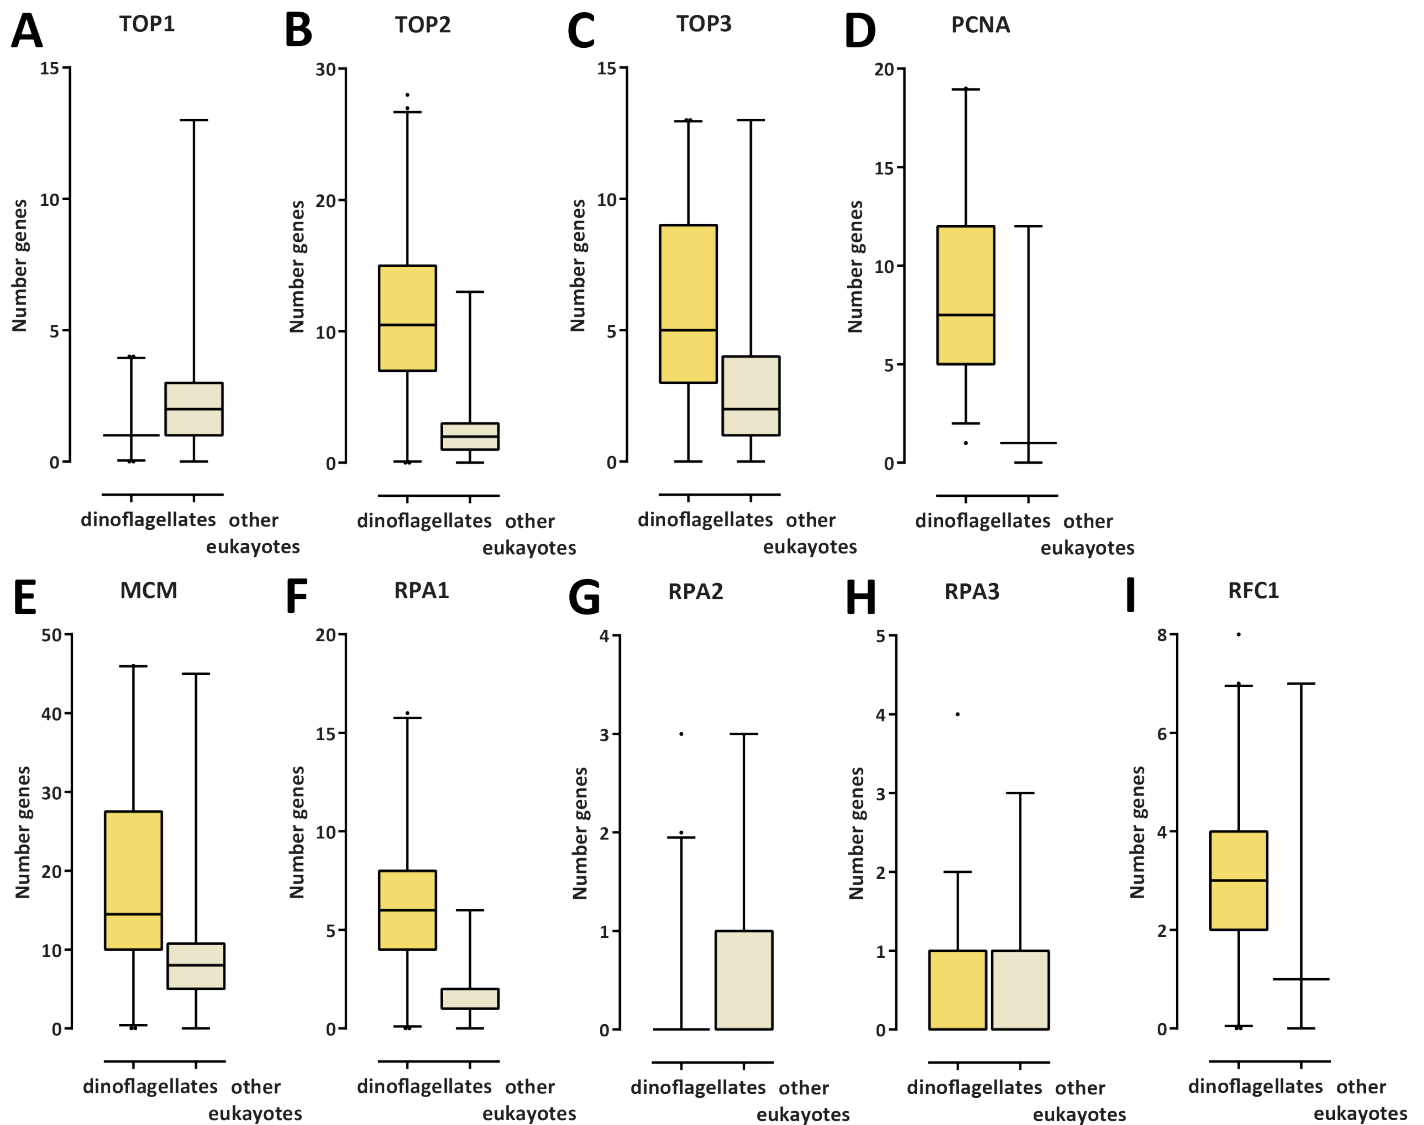 A TOP1
15
10
5
0
Number genes
dinoflagellates other
eukayotes
B TOP2
30
20
10
0
Number genes
dinoflagellates other
eukayotes
C TOP3
15
10
5
0
Number genes
dinoflagellates other
eukayotes
D PCNA
20
15
10
5
0
Number genes
dinoflagellates other
eukayotes
E MCM
50
40
30
20
10
0
Number genes
dinoflagellates other
eukayotes
F RPA1
20
15
10
5
0
Number genes
dinoflagellates other
eukayotes
G RPA2
4
3
2
1
0
Number genes
dinoflagellates other
eukayotes
H RPA3
5
4
3
2
1
0
Number genes
dinoflagellates other
eukayotes
I RFC1
8
6
4
2
0
Number genes
dinoflagellates other
eukayotes